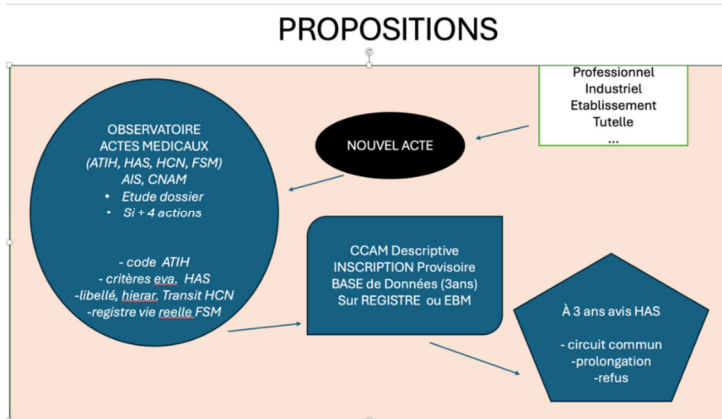 PROPOSITIONS
Professionnel
Industriel
Etablissement
Tutelle
...
NOUVEL ACTE
OBSERVATOIRE
ACTES MEDICAUX
(ATIH, HAS, HCN, FSM)
AIS, CNAM
• Etude dossier
• Si + 4 actions
- code ATIH
- critères eva, HAS
-libellé, hierar, Transit HCN
-registre vie reelle FSM
CCAM Descriptive
INSCRIPTION Provisoire
BASE de Données (3ans)
Sur REGISTRE ou EBM
À 3 ans avis HAS
- circuit commun
-prolongation
-refus